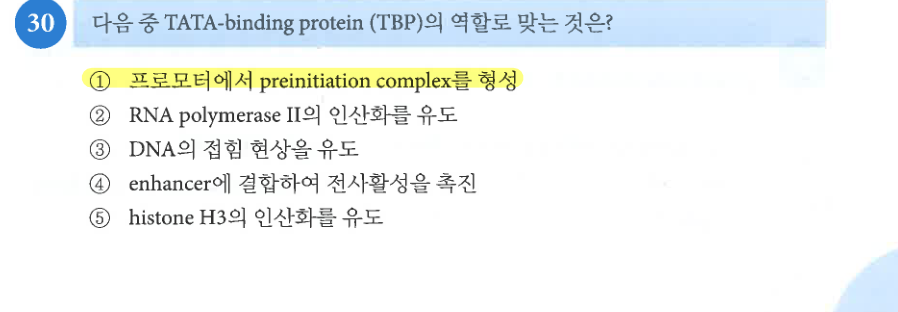 30 다음 중 TATA-binding protein (TBP)의 역할로 맞는 것은?
① 프로모터에서 preinitiation complex를 형성
② RNA polymerase II의 인산화를 유도
③ DNA의 접힘 현상을 유도
④ enhancer에 결합하여 전사활성을 촉진
⑤ histone H3의 인산화를 유도